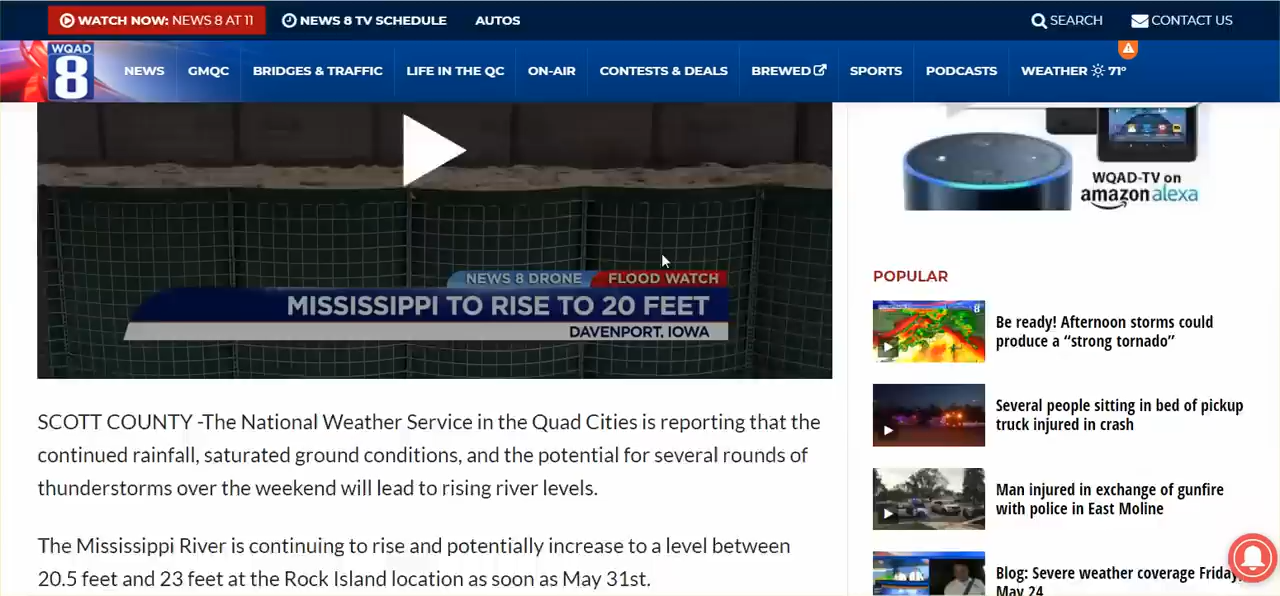 WATCH NOW: NEWS 8 AT 11
NEWS 8 TV SCHEDULE
AUTOS
SEARCH
CONTACT US
WQAD
8
NEWS
GMQC
BRIDGES & TRAFFIC
LIFE IN THE QC
ON-AIR
CONTESTS & DEALS
BREWED
SPORTS
PODCASTS
WEATHER 71°
NEWS 8 DRONE
FLOOD WATCH
MISSISSIPPI TO RISE TO 20 FEET
DAVENPORT, IOWA
SCOTT COUNTY -The National Weather Service in the Quad Cities is reporting that the
continued rainfall, saturated ground conditions, and the potential for several rounds of
thunderstorms over the weekend will lead to rising river levels.
The Mississippi River is continuing to rise and potentially increase to a level between
20.5 feet and 23 feet at the Rock Island location as soon as May 31st.
WQAD-TV on
amazon alexa
POPULAR
8
Be ready! Afternoon storms could
produce a “strong tornado”
Several people sitting in bed of pickup
truck injured in crash
Man injured in exchange of gunfire
with police in East Moline
Blog: Severe weather coverage Friday,
May 24